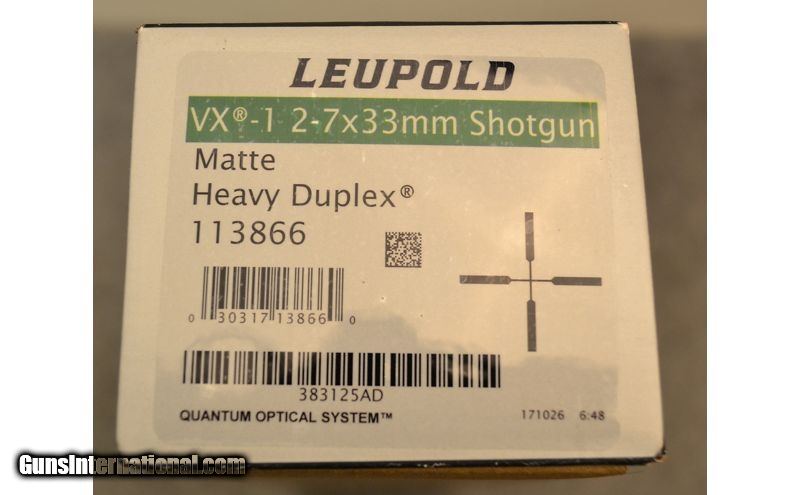 LEUPOLD
VX®-1 2-7x33mm Shotgun
Matte
Heavy Duplex®
113866
0 30317 13866 0
383125AD
QUANTUM OPTICAL SYSTEM™ 171026 6:48
GunsInternational.com